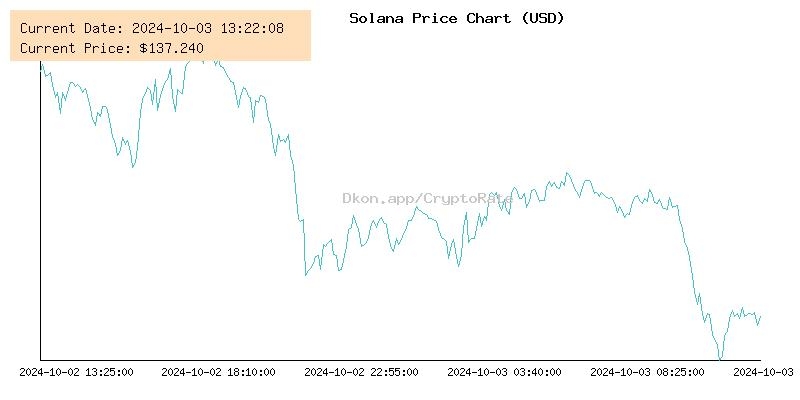 Solana Price Chart (USD)
Current Date: 2024-10-03 13:22:08
Current Price: $137.240
Dkon.app/CryptoRate
2024-10-02 13:25:00 2024-10-02 18:10:00 2024-10-02 22:55:00 2024-10-03 03:40:00 2024-10-03 08:25:00 2024-10-03